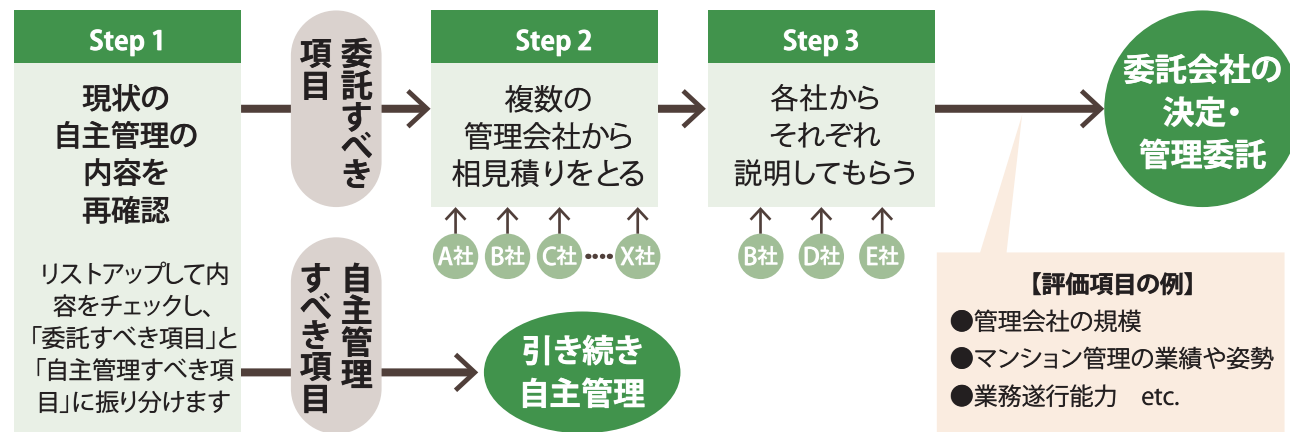 Step 1
現状の
自主管理の
内容を
再確認
リストアップして内
容をチェックし、
「委託すべき項目」と
「自主管理すべき項
目」に振り分けます
委託すべき
項目
自主管理
すべき項目
Step 2
複数の
管理会社から
相見積りをとる
A社
B社
C社
••••
X社
引き続き
自主管理
Step 3
各社から
それぞれ
説明してもらう
B社
D社
E社
委託会社の
決定・
管理委託
【評価項目の例】
●管理会社の規模
●マンション管理の業績や姿勢
●業務遂行能力　etc.